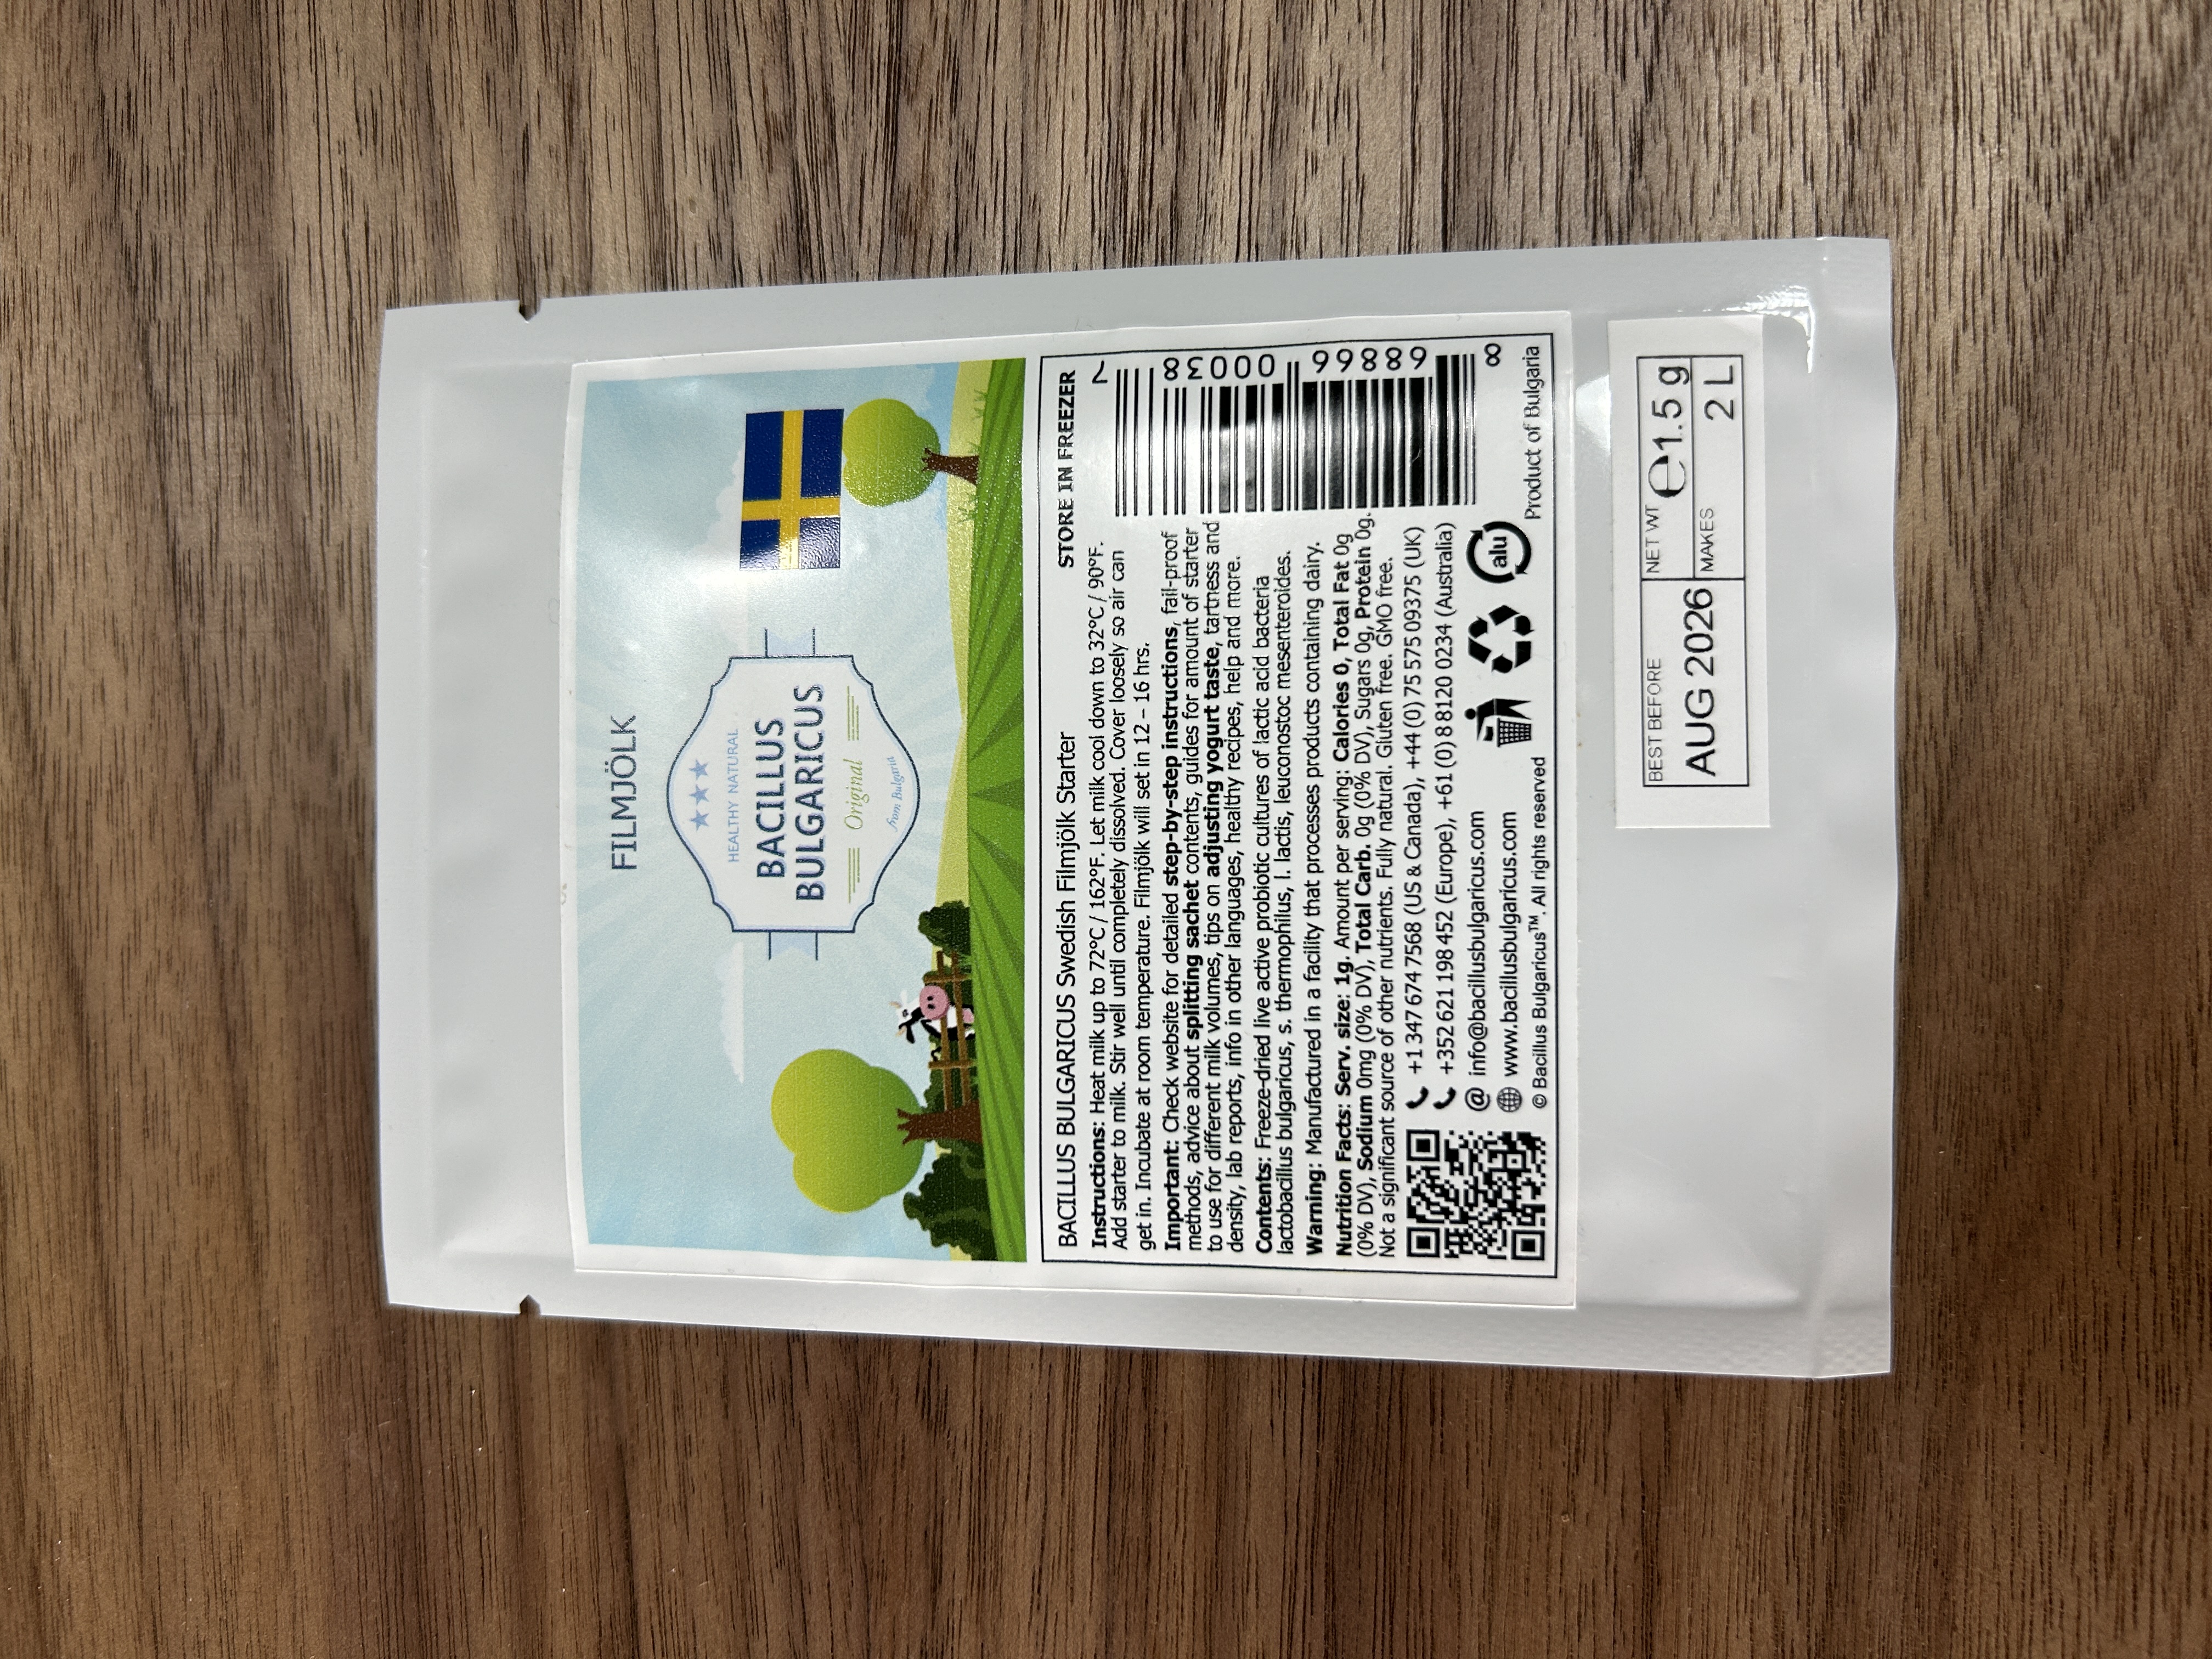 FILMJÖLK
HEALTHY NATURAL
BACILLUS
BULGARICUS
Original
from Bulgaria
BACILLUS BULGARICUS Swedish Filmjölk Starter
STORE IN FREEZER
Instructions: Heat milk up to 72°C / 162°F. Let milk cool down to 32°C / 90°F.
Add starter to milk. Stir well until completely dissolved. Cover loosely so air can
get in. Incubate at room temperature. Filmjölk will set in 12 – 16 hrs.
Important: Check website for detailed step-by-step instructions, fail-proof
methods, advice about splitting sachet contents, guides for amount of starter
to use for different milk volumes, tips on adjusting yogurt taste, tartness and
density, lab reports, info in other languages, healthy recipes, help and more.
Contents: Freeze-dried live active probiotic cultures of lactic acid bacteria
lactobacillus bulgaricus, s. thermophilus, l. lactis, leuconostoc mesenteroides.
Warning: Manufactured in a facility that processes products containing dairy.
Nutrition Facts: Serv. size: 1g. Amount per serving: Calories 0, Total Fat 0g
(0% DV), Sodium 0mg (0% DV), Total Carb. 0g (0% DV), Sugars 0g, Protein 0g.
Not a significant source of other nutrients. Fully natural. Gluten free. GMO free.
+1 347 674 7568 (US & Canada), +44 (0) 75 575 09375 (UK)
+352 621 198 452 (Europe), +61 (0) 8 8120 0234 (Australia)
@ info@bacillusbulgaricus.com
www.bacillusbulgaricus.com
© Bacillus Bulgaricus™. All rights reserved
alu
7 89966 00038 8
Product of Bulgaria
BEST BEFORE
AUG 2026
NET WT
℮1.5 g
MAKES
2 L